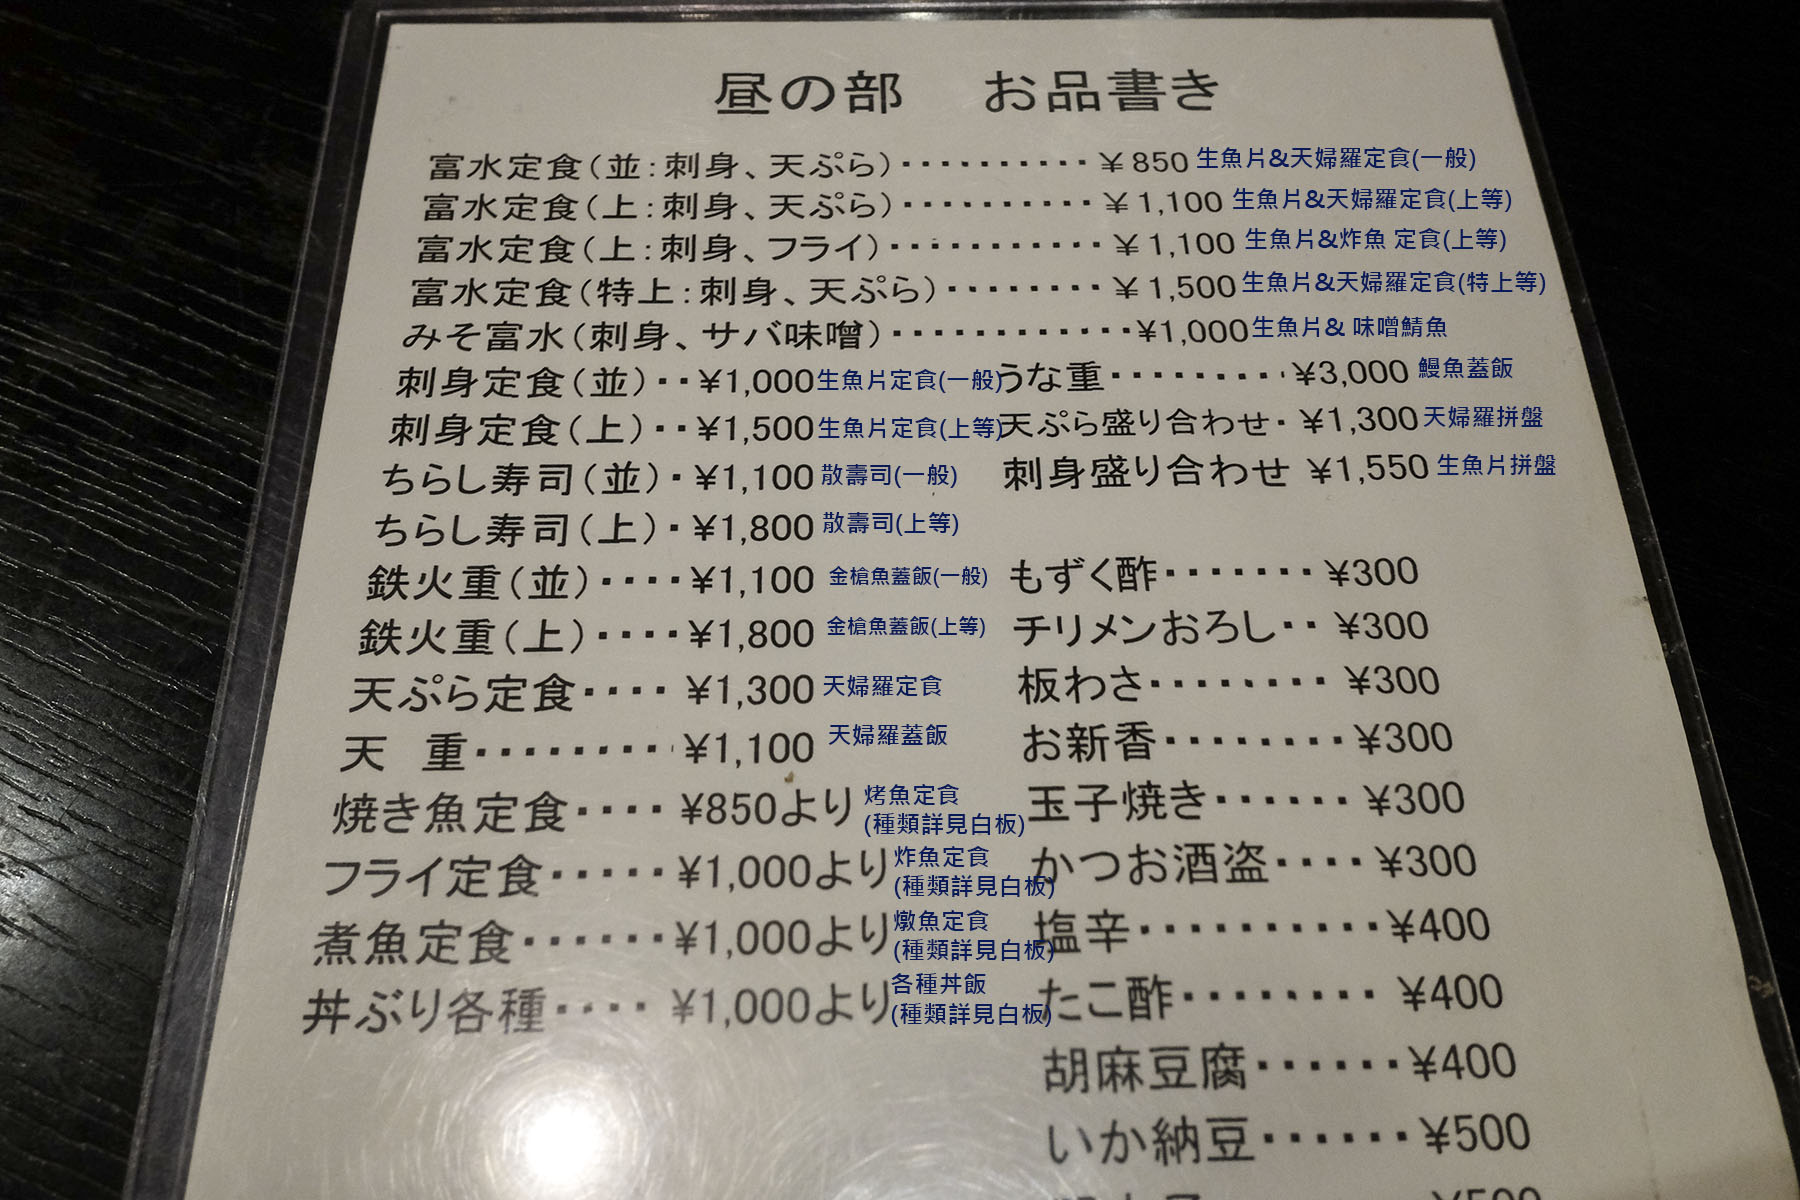 昼の部 お品書き
富水定食(並:刺身、天ぷら)・・・・・・・・・・¥850 生魚片&天婦羅定食(一般)
富水定食(上:刺身、天ぷら)・・・・・・・・・・¥1,100 生魚片&天婦羅定食(上等)
富水定食(上:刺身、フライ)・・・・・・・・・・・¥1,100 生魚片&炸魚 定食(上等)
富水定食(特上:刺身、天ぷら)・・・・・・・・¥1,500 生魚片&天婦羅定食(特上等)
みそ富水(刺身、サバ味噌)・・・・・・・・・・・・¥1,000 生魚片& 味噌鯖魚
刺身定食(並)・・¥1,000 生魚片定食(一般)
刺身定食(上)・・¥1,500 生魚片定食(上等)
ちらし寿司(並)・¥1,100 散壽司(一般)
ちらし寿司(上)・¥1,800 散壽司(上等)
鉄火重(並)・・・・¥1,100 金槍魚蓋飯(一般)
鉄火重(上)・・・・¥1,800 金槍魚蓋飯(上等)
天ぷら定食・・・・¥1,300 天婦羅定食
天 重・・・・・・・・・¥1,100 天婦羅蓋飯
焼き魚定食・・・・¥850より 烤魚定食
(種類詳見白板)
フライ定食・・・・・¥1,000より 炸魚定食
(種類詳見白板)
煮魚定食・・・・・・¥1,000より 燉魚定食
(種類詳見白板)
丼ぶり各種・・・・¥1,000より 各種丼飯
(種類詳見白板)
うな重・・・・・・・・・¥3,000 鰻魚蓋飯
天ぷら盛り合わせ・¥1,300 天婦羅拼盤
刺身盛り合わせ ¥1,550 生魚片拼盤
もずく酢・・・・・・・¥300
チリメンおろし・・¥300
板わさ・・・・・・・・¥300
お新香・・・・・・・・¥300
玉子焼き・・・・・・¥300
かつお酒盗・・・・¥300
塩辛・・・・・・・・・・¥400
たこ酢・・・・・・・・¥400
胡麻豆腐・・・・・・¥400
いか納豆・・・・・・¥500